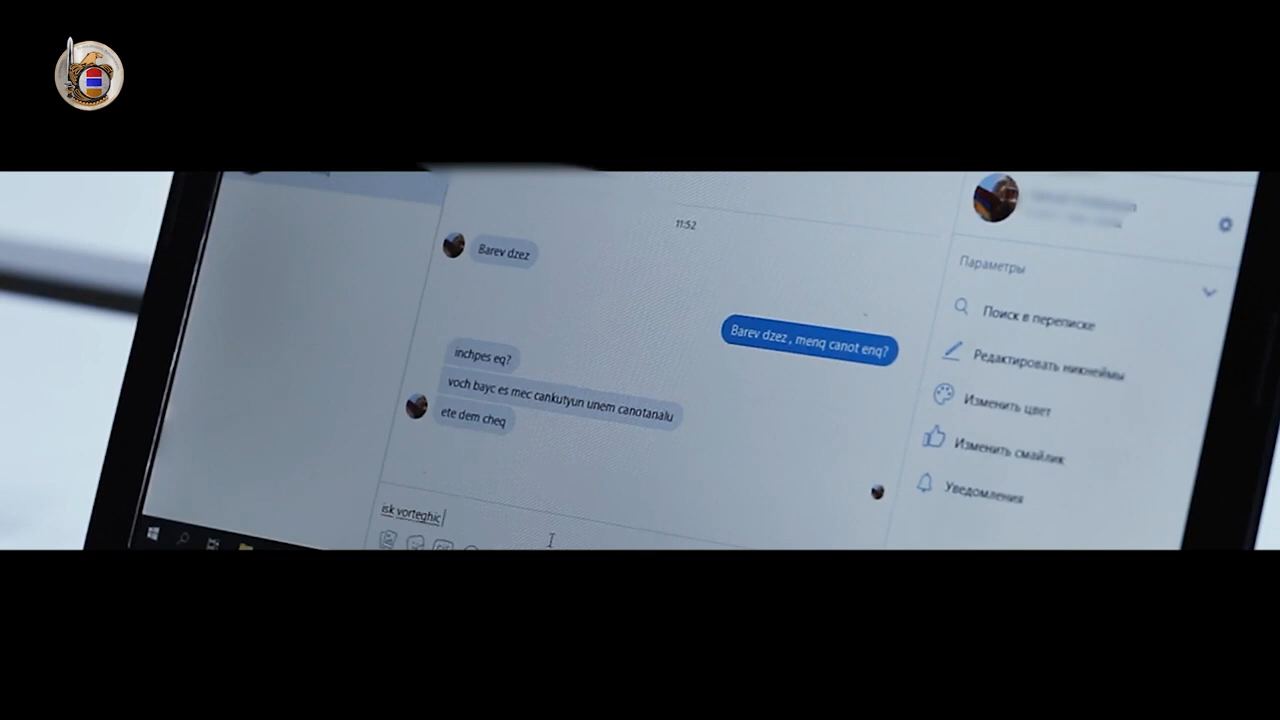 11:52
Barev dzez
Barev dzez , menq canot enq?
inchpes eq?
voch bayc es mec cankutyun unem canotanalu
ete dem cheq
isk vorteghic
Параметры
Поиск в переписке
Редактировать никнеймы
Изменить цвет
Изменить смайлик
Уведомления